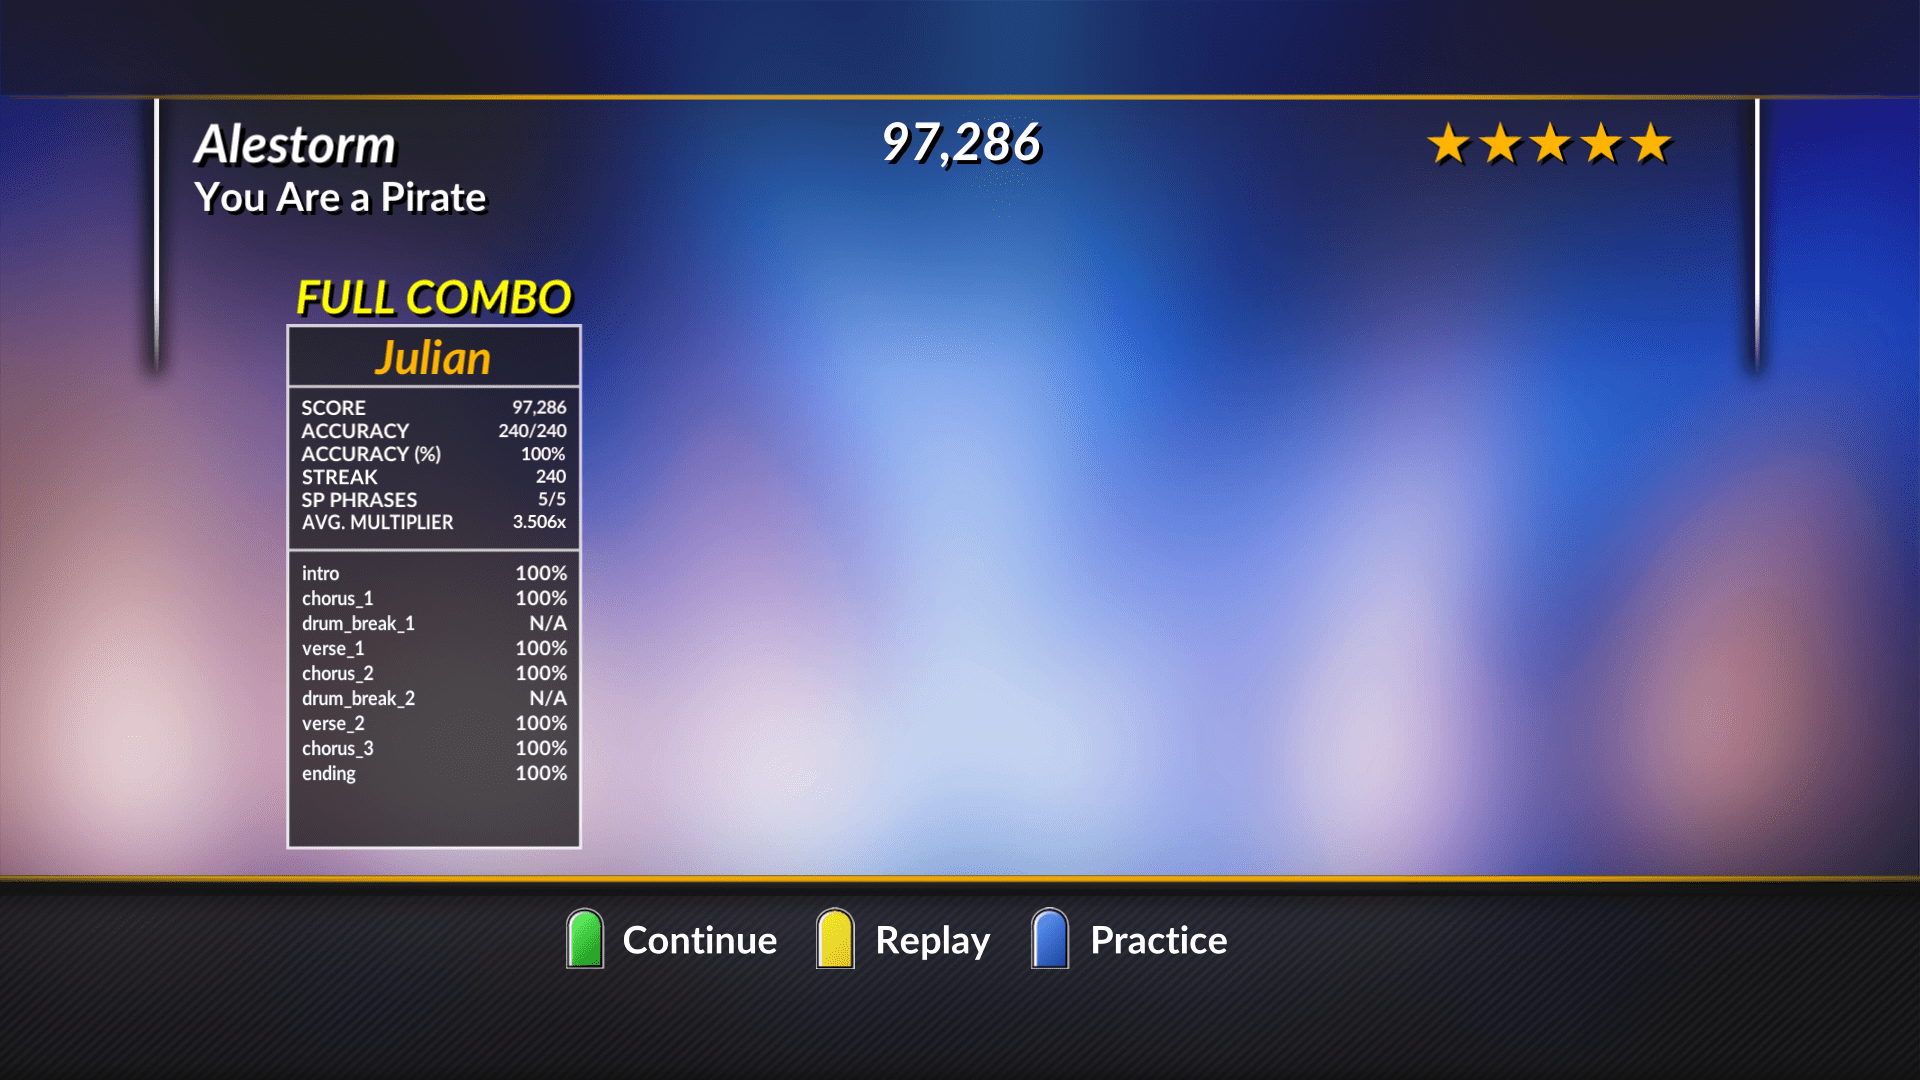 Alestorm
97,286
You Are a Pirate
FULL COMBO
Julian
SCORE 97,286
ACCURACY 240/240
ACCURACY (%) 100%
STREAK 240
SP PHRASES 5/5
AVG. MULTIPLIER 3.506x
intro 100%
chorus_1 100%
drum_break_1 N/A
verse_1 100%
chorus_2 100%
drum_break_2 N/A
verse_2 100%
chorus_3 100%
ending 100%
Continue Replay Practice